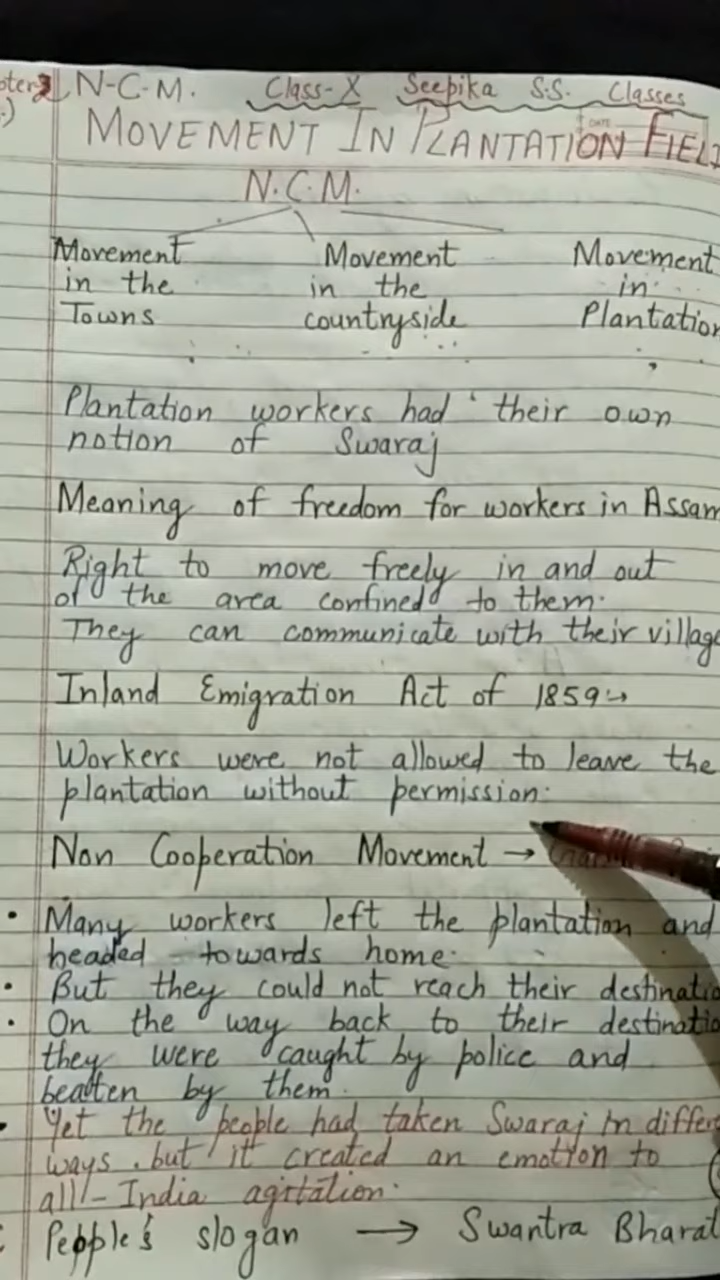 N-C-M. Class-X Seepika S.S. Classes
MOVEMENT IN PLANTATION FIELD
N.C.M.
Movement Movement Movement
in the in the in
Towns countryside Plantation
Plantation workers had their own
notion of Swaraj
Meaning of freedom for workers in Assam
Right to move freely in and out
of the area confined to them.
They can communicate with their village
Inland Emigration Act of 1859→
Workers were not allowed to leave the
plantation without permission.
Non Cooperation Movement →
• Many workers left the plantation and
headed towards home.
• But they could not reach their destinatio
• On the way back to their destinatio
they were caught by police and
beatten by them.
• Yet the people had taken Swaraj in differ
ways. but it created an emotion to
all-India agitation.
People's slogan → Swantra Bharat